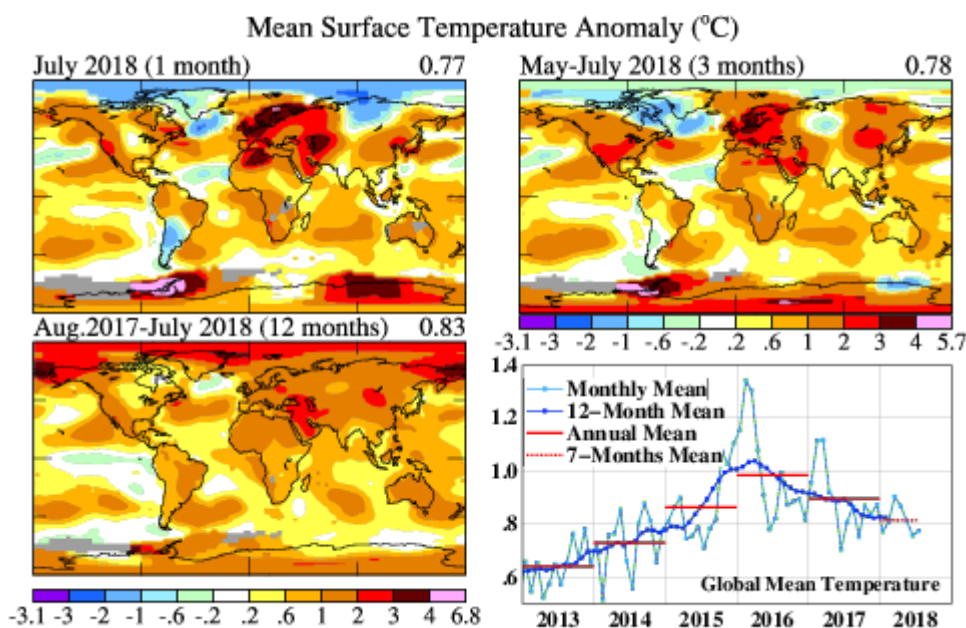 Mean Surface Temperature Anomaly (°C)
July 2018 (1 month) 0.77
May-July 2018 (3 months) 0.78
-3.1 -3 -2 -1 -.6 -.2 .2 .6 1 2 3 4 5.7
Aug.2017-July 2018 (12 months) 0.83
-3.1 -3 -2 -1 -.6 -.2 .2 .6 1 2 3 4 6.8
Monthly Mean
12-Month Mean
Annual Mean
7-Months Mean
1.4
1.2
1.0
.8
.6
Global Mean Temperature
2013 2014 2015 2016 2017 2018